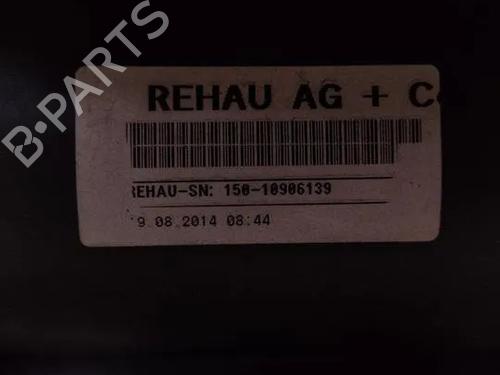 REHAU AG + C
REHAU-SN: 150-10906139
9.08.2014 08:44
B-PARTS